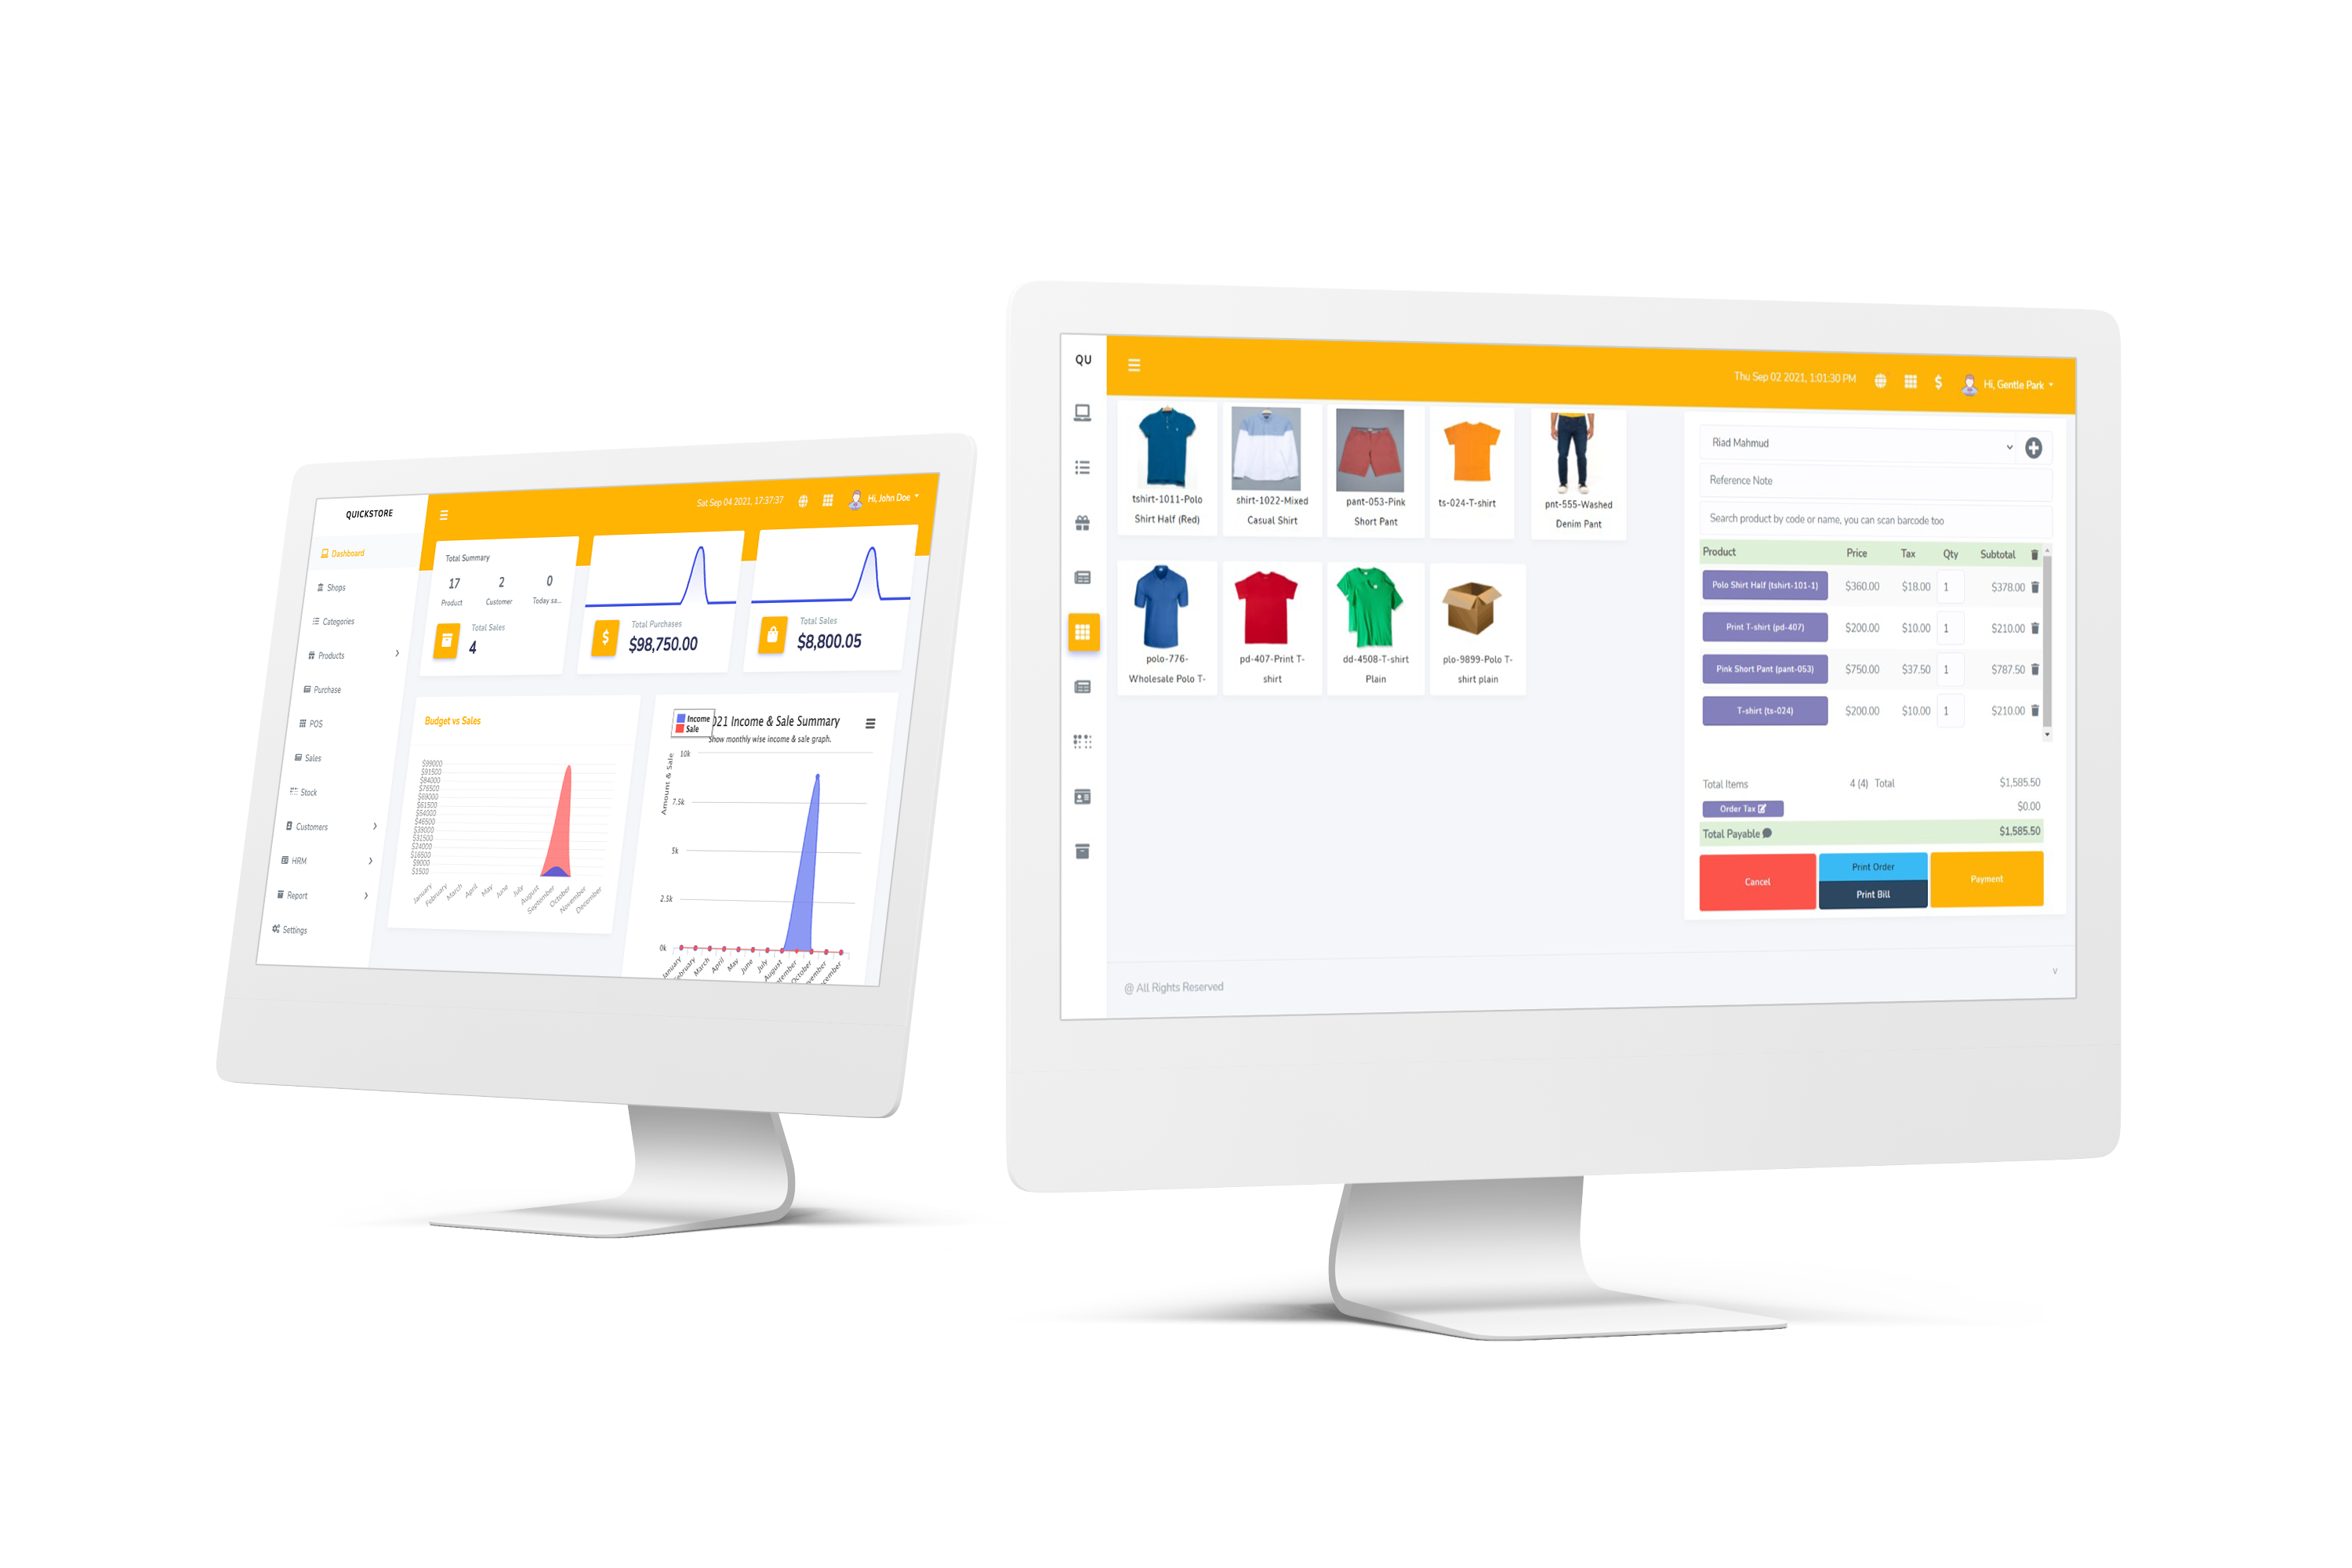 QUICKSTORE
Sat Sep 04 2021, 17:37:37
Hi, John Doe
Dashboard
Shops
Categories
Products
Purchase
POS
Sales
Stock
Customers
HRM
Report
Settings
Total Summary
17
2
0
Product
Customer
Today sa...
Total Sales
4
Total Purchases
$98,750.00
Total Sales
$8,800.05
Budget vs Sales
$99000
$91500
$84000
$76500
$69000
$61500
$54000
$46500
$39000
$31500
$24000
$16500
$9000
$1500
January
February
March
April
May
June
July
August
September
October
November
December
Income
Sale
021 Income & Sale Summary
Show monthly wise income & sale graph.
Amount & Sale
10k
7.5k
5k
2.5k
0k
January
ebruary
March
April
May
June
July
August
tember
October
vember
cember
QU
Thu Sep 02 2021, 1:01:30 PM
Hi, Gentle Park
tshirt-1011-Polo
Shirt Half (Red)
shirt-1022-Mixed
Casual Shirt
pant-053-Pink
Short Pant
ts-024-T-shirt
pnt-555-Washed
Denim Pant
polo-776-
Wholesale Polo T-
pd-407-Print T-
shirt
dd-4508-T-shirt
Plain
plo-9899-Polo T-
shirt plain
Riad Mahmud
Reference Note
Search product by code or name, you can scan barcode too
Product Price Tax Qty Subtotal
Polo Shirt Half (tshirt-101-1) $360.00 $18.00 1 $378.00
Print T-shirt (pd-407) $200.00 $10.00 1 $210.00
Pink Short Pant (pant-053) $750.00 $37.50 1 $787.50
T-shirt (ts-024) $200.00 $10.00 1 $210.00
Total Items 4 (4) Total $1,585.50
Order Tax $0.00
Total Payable $1,585.50
Cancel
Print Order
Print Bill
Payment
@ All Rights Reserved
v